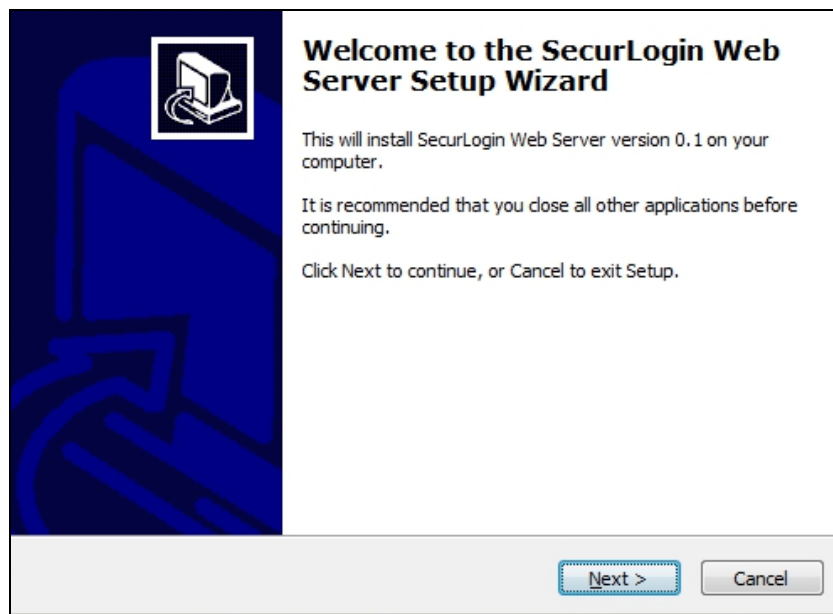 Welcome to the SecurLogin Web
Server Setup Wizard
This will install SecurLogin Web Server version 0.1 on your
computer.
It is recommended that you close all other applications before
continuing.
Click Next to continue, or Cancel to exit Setup.
Next >
Cancel